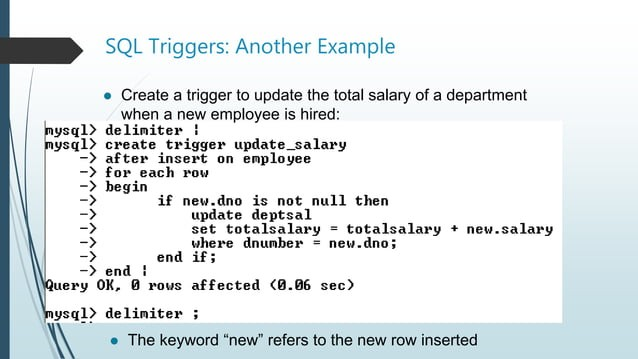 SQL Triggers: Another Example
● Create a trigger to update the total salary of a department
when a new employee is hired:
mysql> delimiter |
mysql> create trigger update_salary
-> after insert on employee
-> for each row
-> begin
-> if new.dno is not null then
-> update deptsal
-> set totalsalary = totalsalary + new.salary
-> where dnumber = new.dno;
-> end if;
-> end |
Query OK, 0 rows affected (0.06 sec)
mysql> delimiter ;
● The keyword “new” refers to the new row inserted